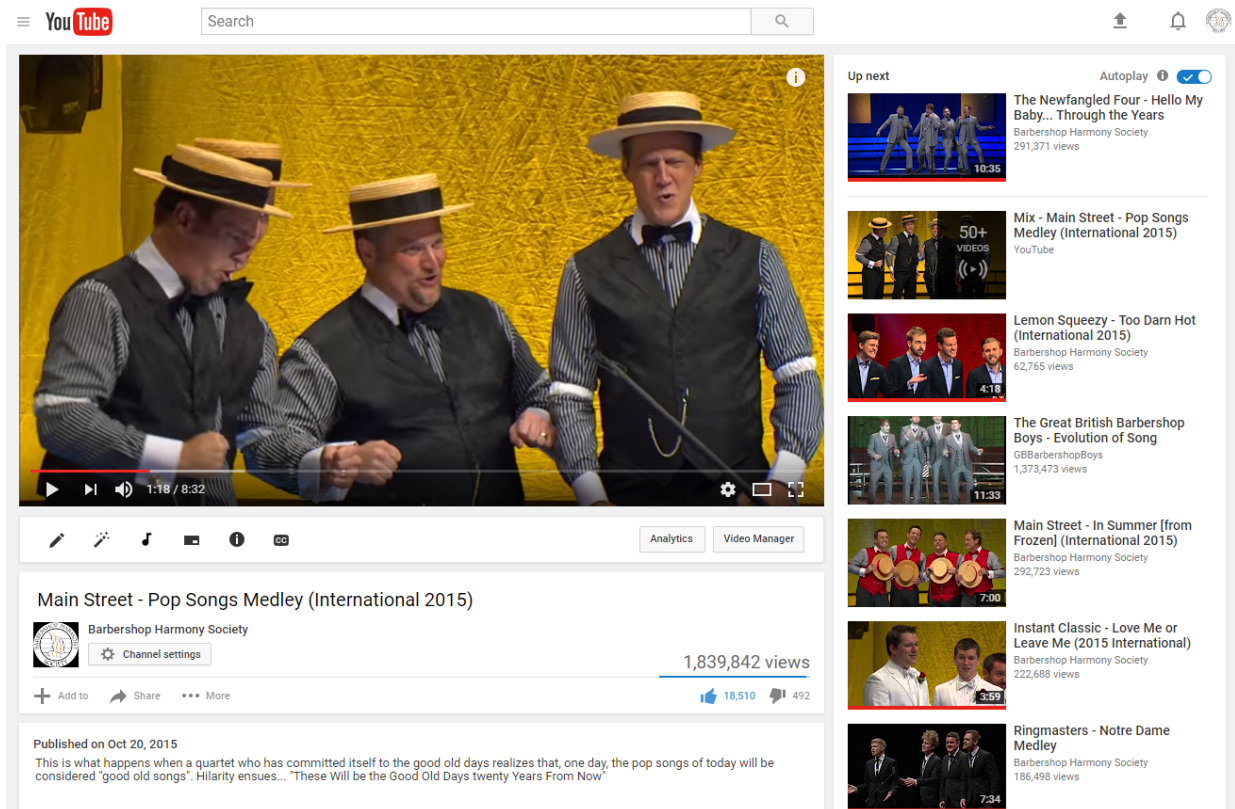 YouTube
Search
1:18 / 8:32
CC
Analytics
Video Manager
Main Street - Pop Songs Medley (International 2015)
Barbershop Harmony Society
Channel settings
1,839,842 views
Add to
Share
More
18,510
492
Published on Oct 20, 2015
This is what happens when a quartet who has committed itself to the good old days realizes that, one day, the pop songs of today will be
considered "good old songs". Hilarity ensues... "These Will be the Good Old Days twenty Years From Now"
Up next
Autoplay
10:35
The Newfangled Four - Hello My
Baby... Through the Years
Barbershop Harmony Society
291,371 views
50+
VIDEOS
Mix - Main Street - Pop Songs
Medley (International 2015)
YouTube
4:18
Lemon Squeezy - Too Darn Hot
(International 2015)
Barbershop Harmony Society
62,765 views
11:33
The Great British Barbershop
Boys - Evolution of Song
GBBarbershopBoys
1,373,473 views
7:00
Main Street - In Summer [from
Frozen] (International 2015)
Barbershop Harmony Society
292,723 views
3:59
Instant Classic - Love Me or
Leave Me (2015 International)
Barbershop Harmony Society
222,688 views
7:34
Ringmasters - Notre Dame
Medley
Barbershop Harmony Society
186,498 views